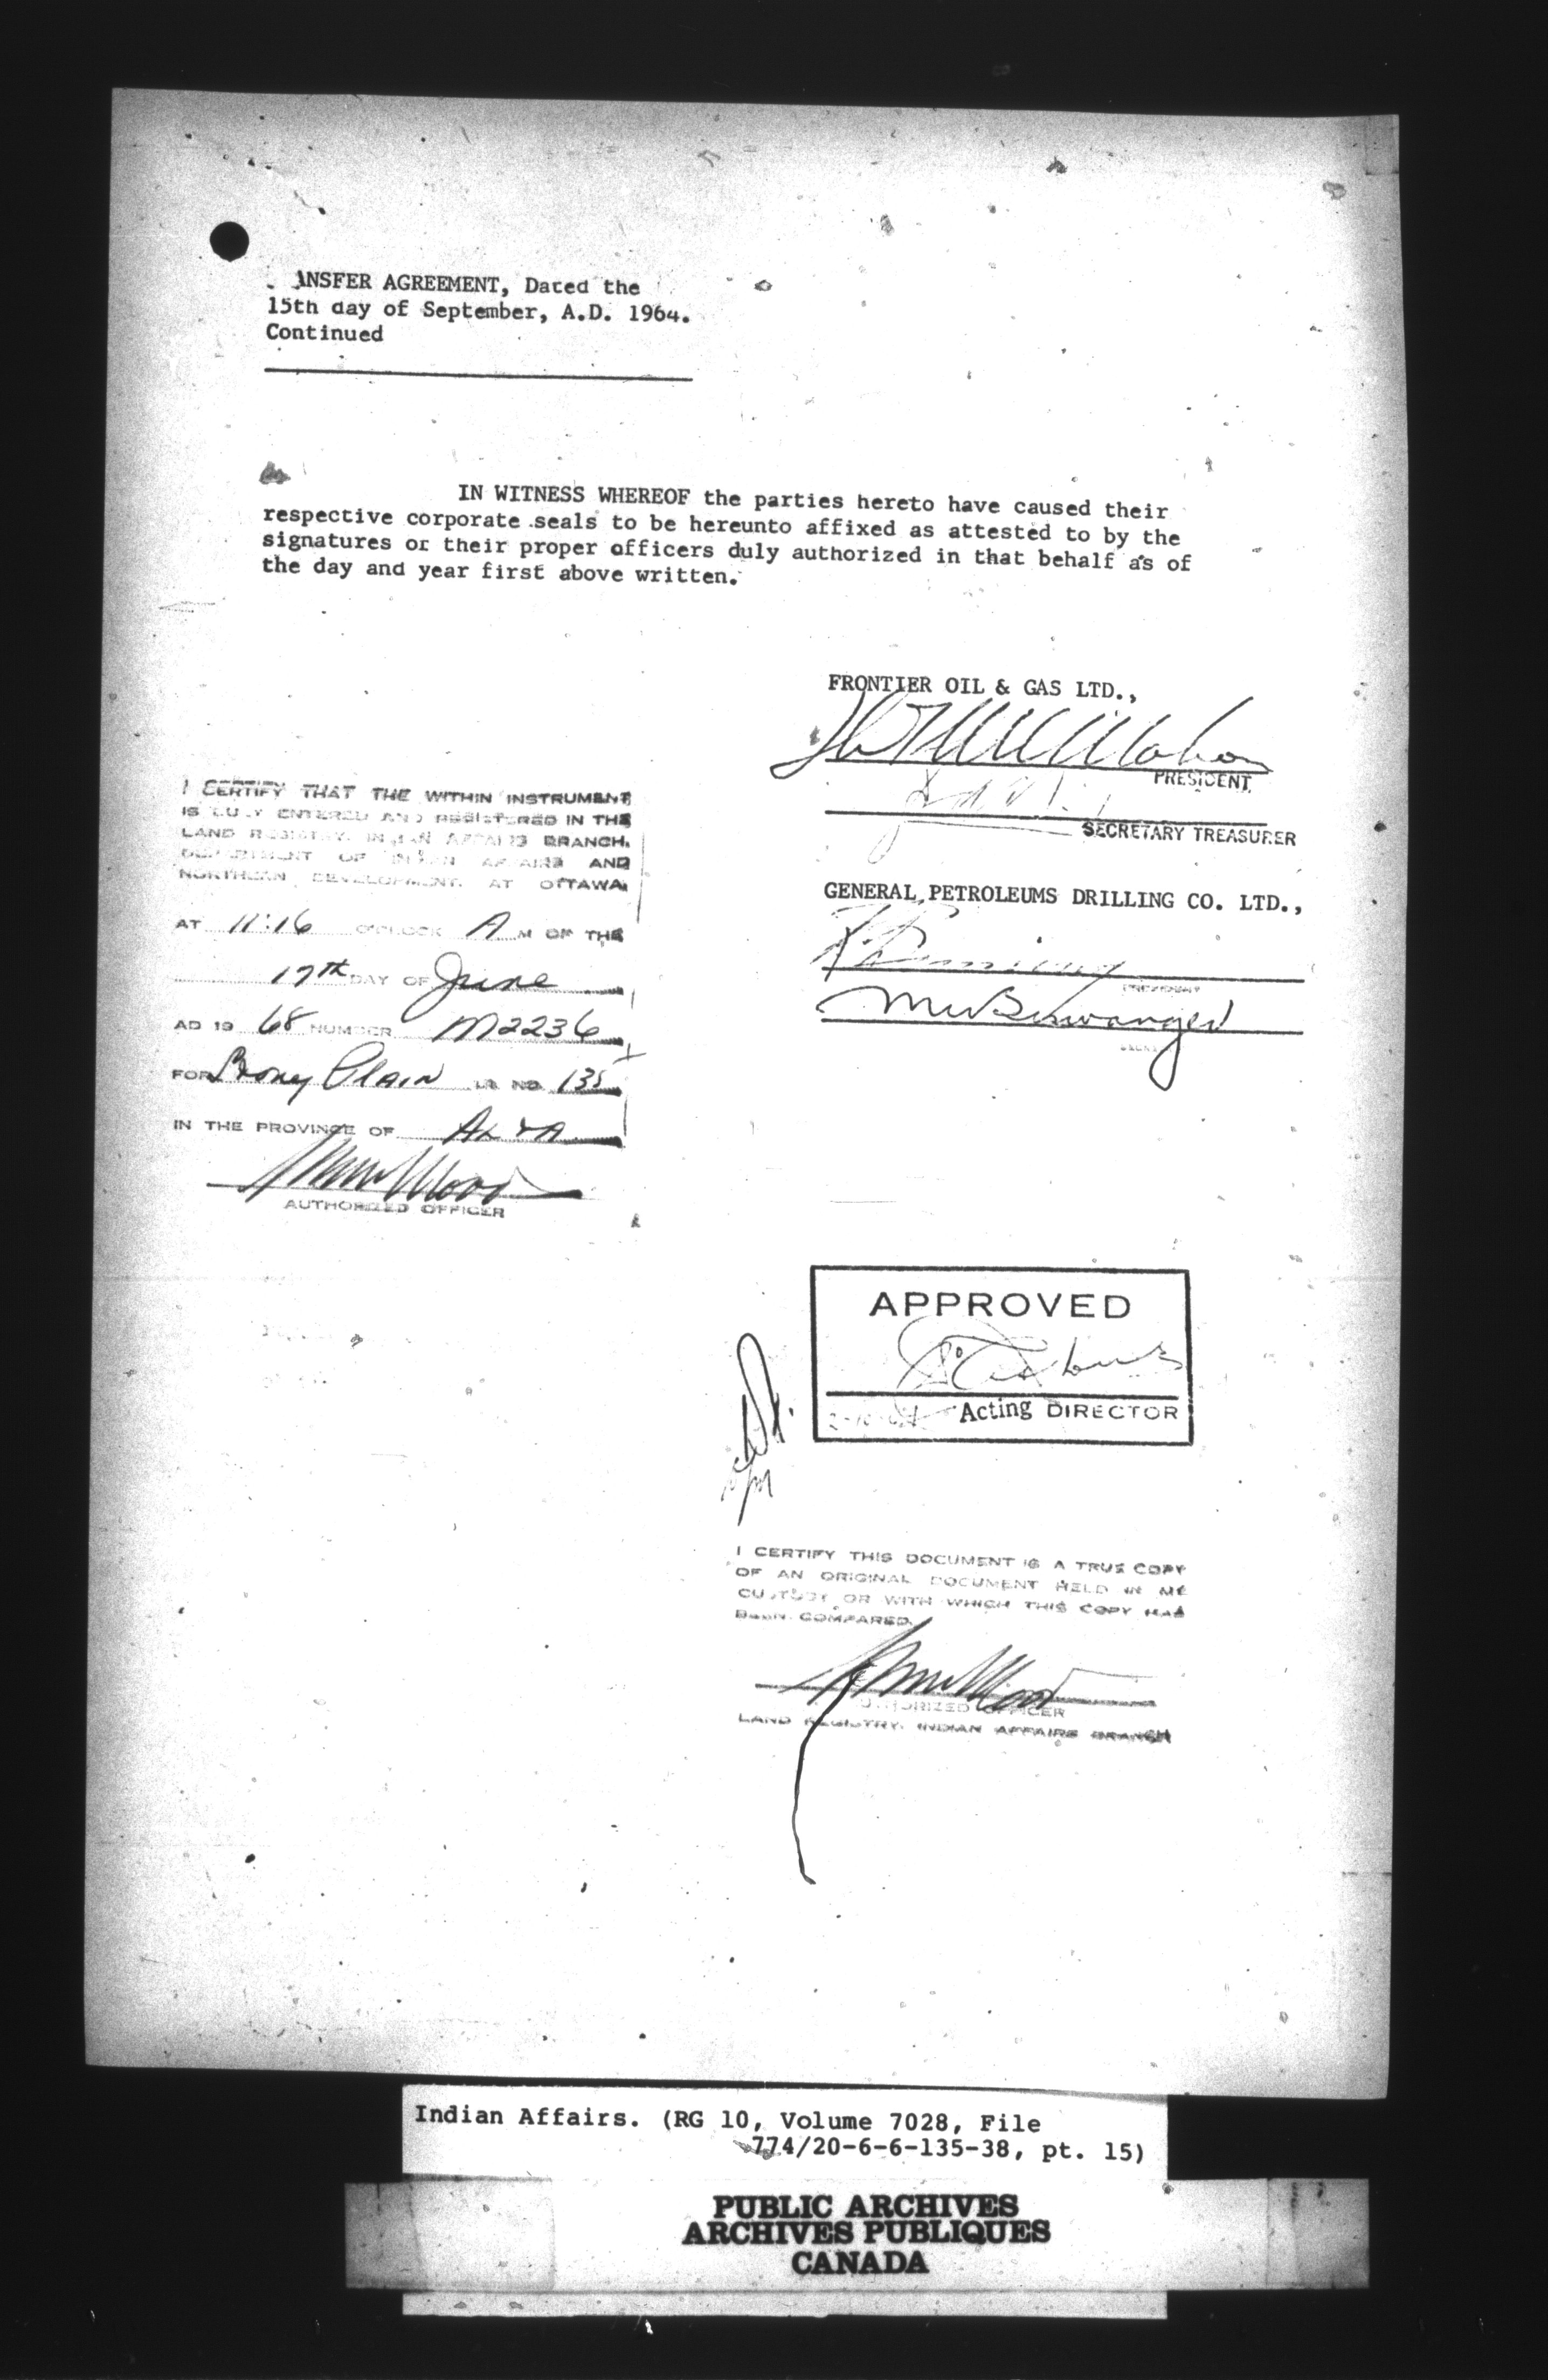 ANSFER AGREEMENT, Dated the
15th day of September, A.D. 1964.
Continued
IN WITNESS WHEREOF the parties hereto have caused their
respective corporate seals to be hereunto affixed as attested to by the
signatures of their proper officers duly authorized in that behalf as of
the day and year first above written.
FRONTIER OIL & GAS LTD.,
PRESIDENT
SECRETARY TREASURER
GENERAL PETROLEUMS DRILLING CO. LTD.,
PRESIDENT
I CERTIFY THAT THE WITHIN INSTRUMENT
IS DULY ENTERED AND REGISTERED IN THE
LAND REGISTRY, INDIAN AFFAIRS BRANCH,
DEPARTMENT OF INDIAN AFFAIRS AND
NORTHERN DEVELOPMENT, AT OTTAWA,
AT 11:16 O'CLOCK A M OF THE
17th DAY OF June
AD 19 68 NUMBER M2236
FOR Stony Plain I.R. NO. 135
IN THE PROVINCE OF ALTA
AUTHORIZED OFFICER
APPROVED
Acting DIRECTOR
I CERTIFY THIS DOCUMENT IS A TRUE COPY
OF AN ORIGINAL DOCUMENT HELD IN MY
CUSTODY OR WITH WHICH THIS COPY HAS
BEEN COMPARED.
AUTHORIZED OFFICER
LAND REGISTRY, INDIAN AFFAIRS BRANCH
Indian Affairs. (RG 10, Volume 7028, File
774/20-6-6-135-38, pt. 15)
PUBLIC ARCHIVES
ARCHIVES PUBLIQUES
CANADA